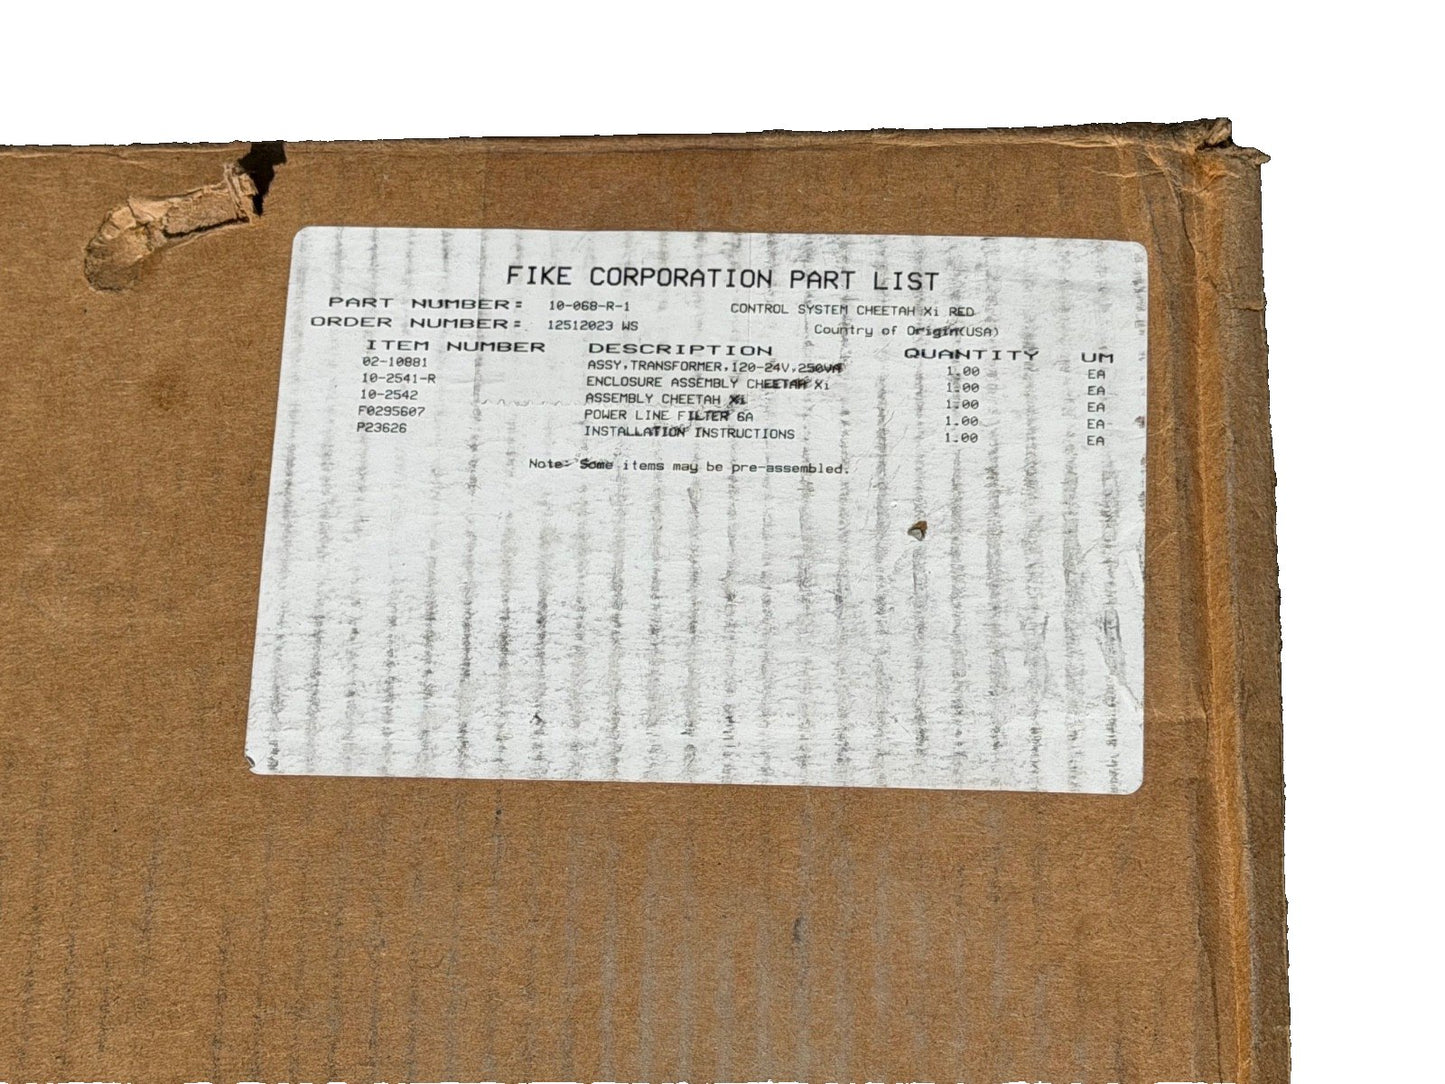 FIKE CORPORATION PART LIST
PART NUMBER: 10-068-R-1 CONTROL SYSTEM CHEETAH Xi RED
ORDER NUMBER: 12512023 WS Country of Origin(USA)
ITEM NUMBER DESCRIPTION QUANTITY UM
02-10881 ASSY,TRANSFORMER,120-24V,250VA 1.00 EA
10-2541-R ENCLOSURE ASSEMBLY CHEETAH Xi 1.00 EA
10-2542 ASSEMBLY CHEETAH Xi 1.00 EA
F0295607 POWER LINE FILTER 6A 1.00 EA
P23626 INSTALLATION INSTRUCTIONS 1.00 EA
Note: Some items may be pre-assembled.